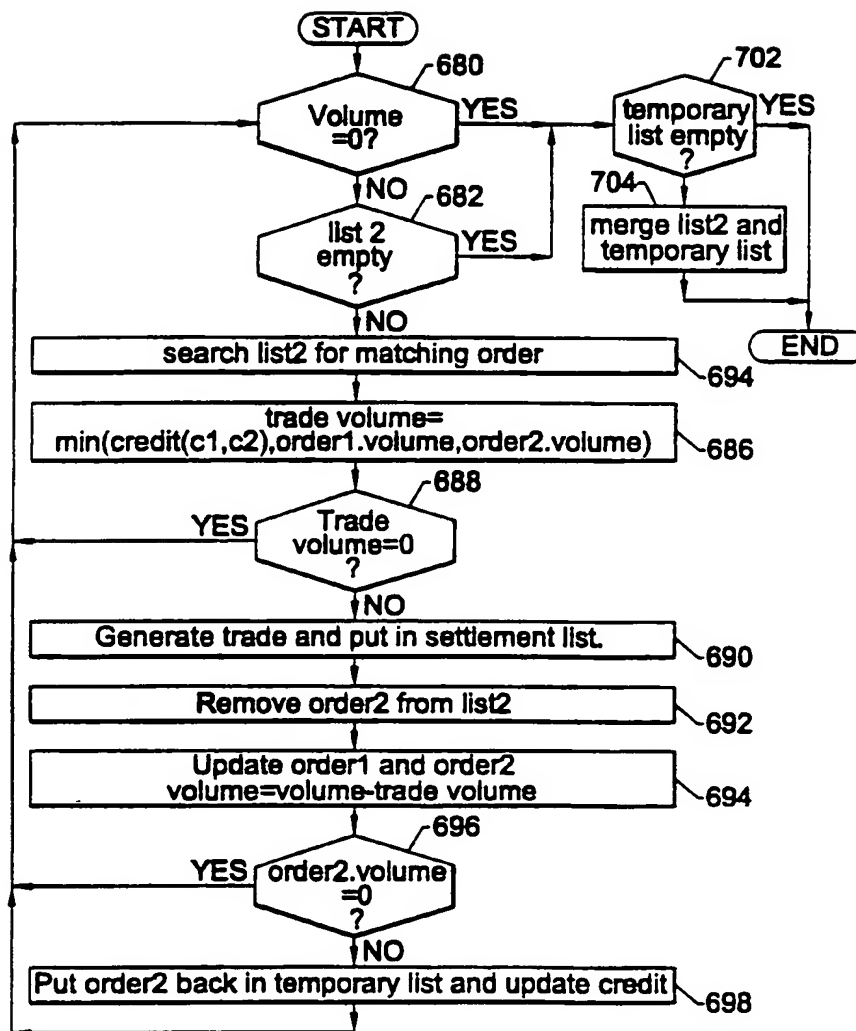 START
680
Volume
=0?
YES
NO
702
temporary
list empty
?
YES
704
merge list2 and
temporary list
END
682
list 2
empty
?
YES
NO
search list2 for matching order
694
trade volume=
min(credit(c1,c2),order1.volume,order2.volume)
686
688
Trade
volume=0
?
YES
NO
Generate trade and put in settlement list.
690
Remove order2 from list2
692
Update order1 and order2
volume=volume-trade volume
694
696
order2.volume
=0
?
YES
NO
Put order2 back in temporary list and update credit
698